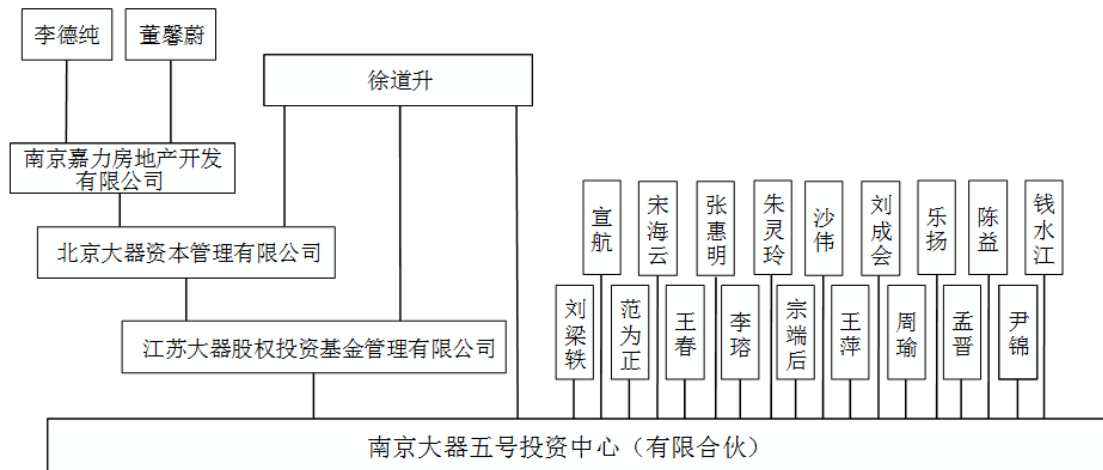 李德纯
董馨蔚
徐道升
南京嘉力房地产开发
有限公司
北京大器资本管理有限公司
江苏大器股权投资基金管理有限公司
宣航
宋海云
张惠明
朱灵玲
沙伟
刘成会
乐扬
陈益
钱水江
刘梁轶
范为正
王春
李瑢
宗端后
王萍
周瑜
孟晋
尹锦
南京大器五号投资中心（有限合伙）